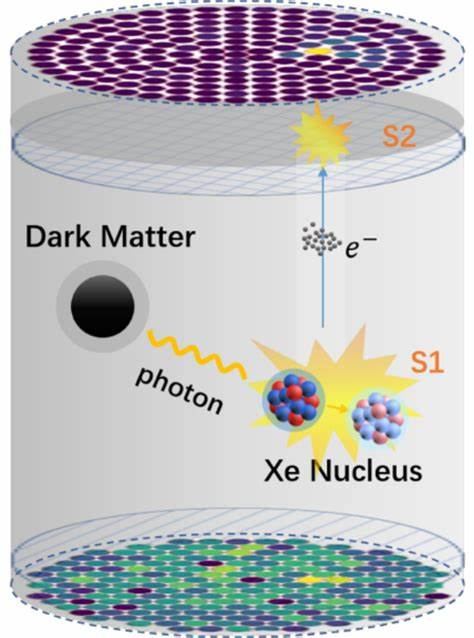 S2
Dark Matter
e⁻
photon
S1
Xe Nucleus